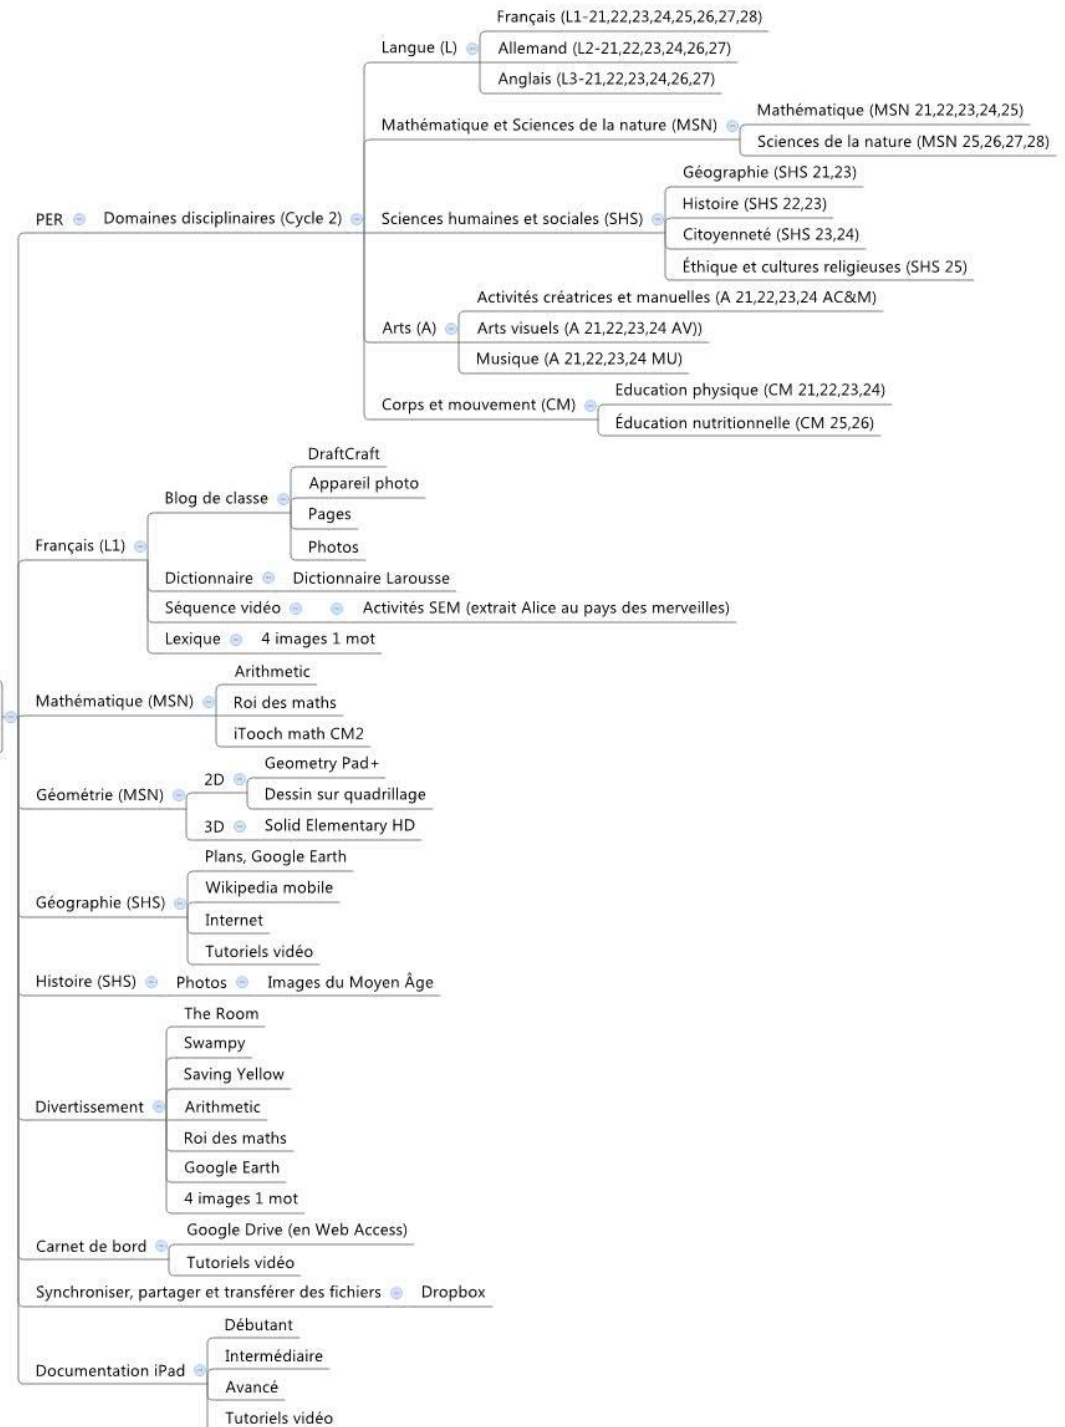 Français (L1-21,22,23,24,25,26,27,28)
Langue (L)
Allemand (L2-21,22,23,24,26,27)
Anglais (L3-21,22,23,24,26,27)
Mathématique (MSN 21,22,23,24,25)
Mathématique et Sciences de la nature (MSN)
Sciences de la nature (MSN 25,26,27,28)
Géographie (SHS 21,23)
Histoire (SHS 22,23)
PER Domaines disciplinaires (Cycle 2) Sciences humaines et sociales (SHS)
Citoyenneté (SHS 23,24)
Éthique et cultures religieuses (SHS 25)
Activités créatrices et manuelles (A 21,22,23,24 AC&M)
Arts (A) Arts visuels (A 21,22,23,24 AV))
Musique (A 21,22,23,24 MU)
Education physique (CM 21,22,23,24)
Corps et mouvement (CM)
Éducation nutritionnelle (CM 25,26)
DraftCraft
Appareil photo
Blog de classe
Pages
Photos
Français (L1)
Dictionnaire Dictionnaire Larousse
Séquence vidéo Activités SEM (extrait Alice au pays des merveilles)
Lexique 4 images 1 mot
Arithmetic
Mathématique (MSN) Roi des maths
iTooch math CM2
Geometry Pad+
2D
Dessin sur quadrillage
Géométrie (MSN)
3D Solid Elementary HD
Plans, Google Earth
Wikipedia mobile
Géographie (SHS)
Internet
Tutoriels vidéo
Histoire (SHS) Photos Images du Moyen Âge
The Room
Swampy
Saving Yellow
Divertissement Arithmetic
Roi des maths
Google Earth
4 images 1 mot
Google Drive (en Web Access)
Carnet de bord
Tutoriels vidéo
Synchroniser, partager et transférer des fichiers Dropbox
Débutant
Intermédiaire
Documentation iPad
Avancé
Tutoriels vidéo